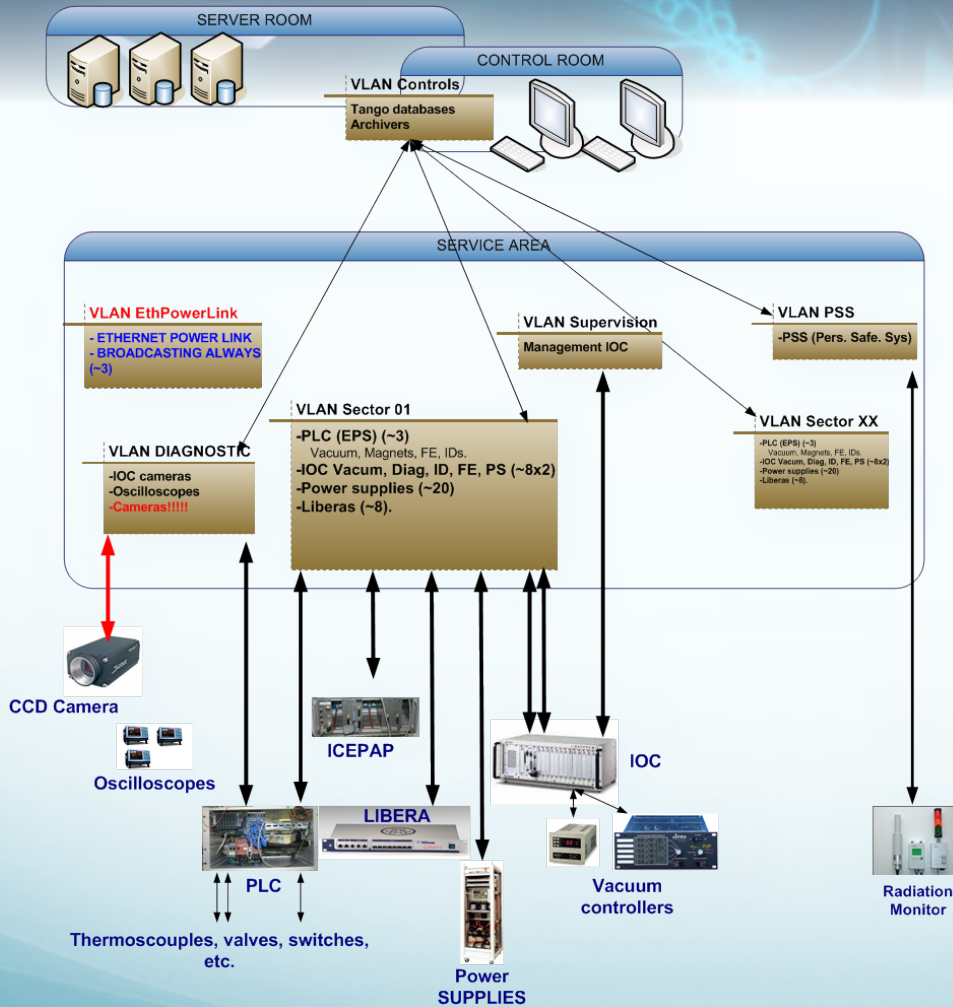 SERVER ROOM
CONTROL ROOM
VLAN Controls
Tango databases
Archivers
SERVICE AREA
VLAN EthPowerLink
- ETHERNET POWER LINK
- BROADCASTING ALWAYS
(~3)
VLAN Supervision
Management IOC
VLAN PSS
-PSS (Pers. Safe. Sys)
VLAN DIAGNOSTIC
-IOC cameras
-Oscilloscopes
-Cameras!!!!!
VLAN Sector 01
-PLC (EPS) (~3)
Vacuum, Magnets, FE, IDs.
-IOC Vacum, Diag, ID, FE, PS (~8x2)
-Power supplies (~20)
-Liberas (~8).
VLAN Sector XX
-PLC (EPS) (~3)
Vacuum, Magnets, FE, IDs.
-IOC Vacum, Diag, ID, FE, PS (~8x2)
-Power supplies (~20)
-Liberas (~8).
CCD Camera
Oscilloscopes
ICEPAP
IOC
LIBERA
PLC
Vacuum
controllers
Radiation
Monitor
Thermoscouples, valves, switches,
etc.
Power
SUPPLIES